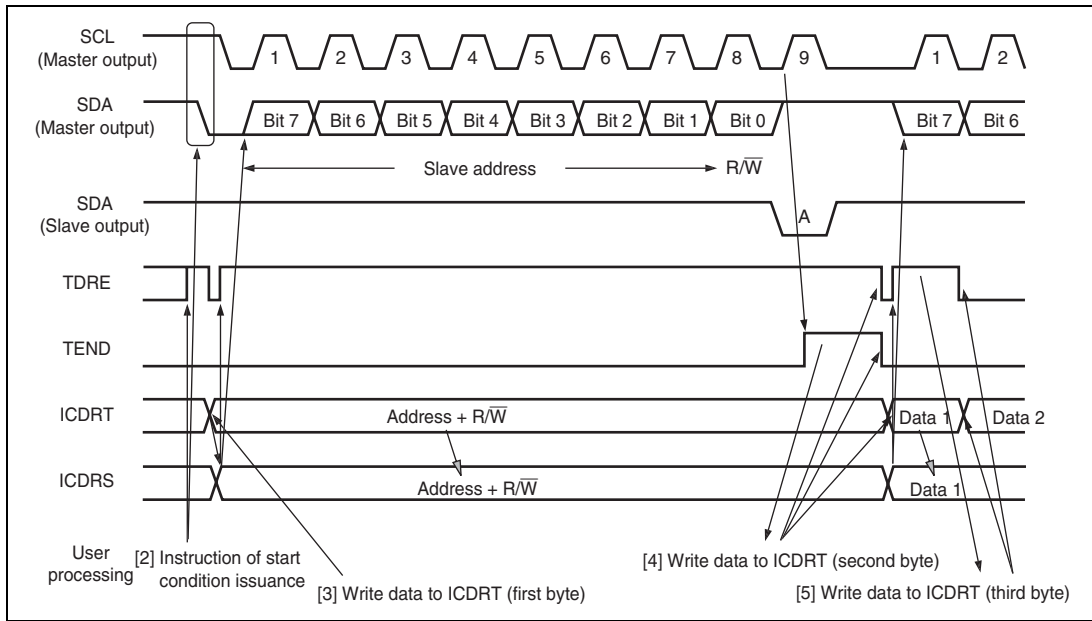 SCL
(Master output)
1 2 3 4 5 6 7 8 9 1 2
SDA
(Master output)
Bit 7 Bit 6 Bit 5 Bit 4 Bit 3 Bit 2 Bit 1 Bit 0 Bit 7 Bit 6
Slave address R/W̅
SDA
(Slave output)
A
TDRE
TEND
ICDRT
Address + R/W̅ Data 1 Data 2
ICDRS
Address + R/W̅ Data 1
User
processing
[2] Instruction of start
condition issuance
[4] Write data to ICDRT (second byte)
[3] Write data to ICDRT (first byte)
[5] Write data to ICDRT (third byte)